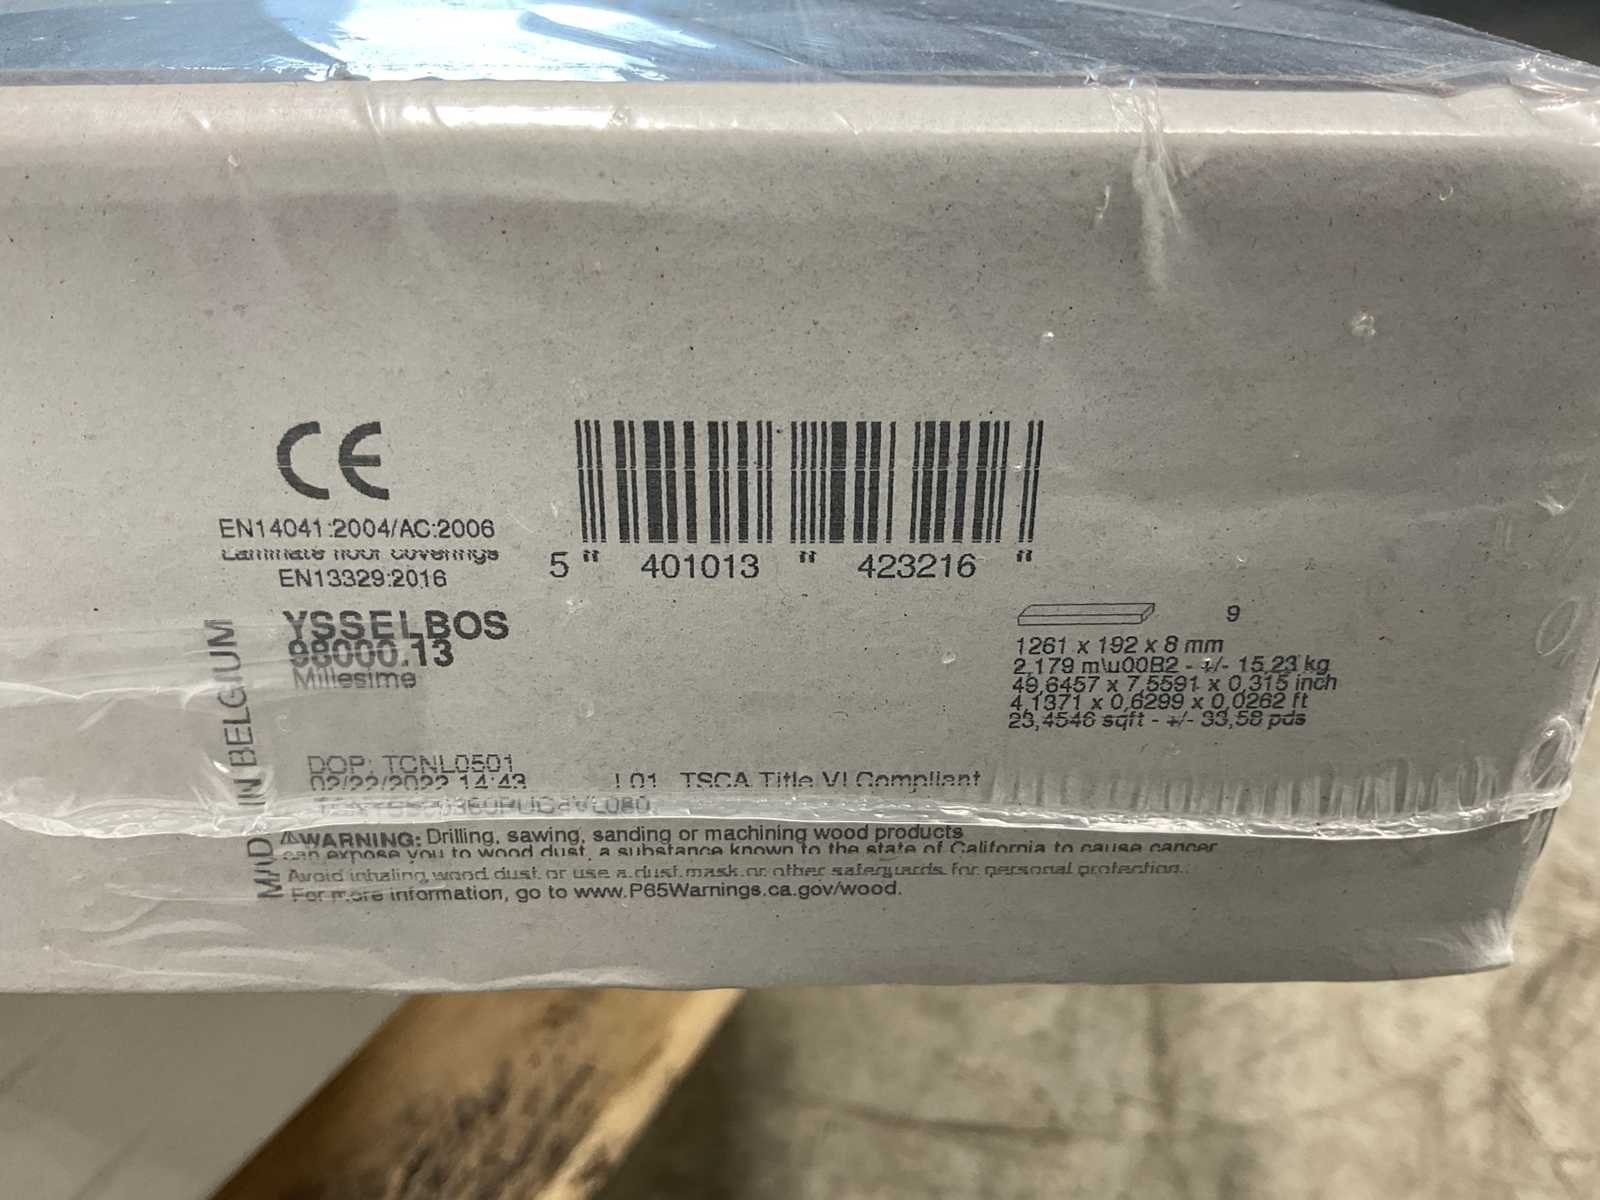 CE
EN14041:2004/AC:2006
Laminate floor coverings
EN13329:2016
5 " 401013 " 423216 "
YSSELBOS
98000.13
Millesime
MADE IN BELGIUM
9
1261 x 192 x 8 mm
2,179 m\u00B2 - +/- 15,23 kg
49,6457 x 7,5591 x 0,315 inch
4,1371 x 0,6299 x 0,0262 ft
23,4546 sqft - +/- 33,58 pds
DOP: TCNL0501
02/22/2022 14:43 L01 TSCA Title VI Compliant
⚠WARNING: Drilling, sawing, sanding or machining wood products
can expose you to wood dust, a substance known to the state of California to cause cancer
Avoid inhaling wood dust or use a dust mask or other safeguards for personal protection.
For more information, go to www.P65Warnings.ca.gov/wood.